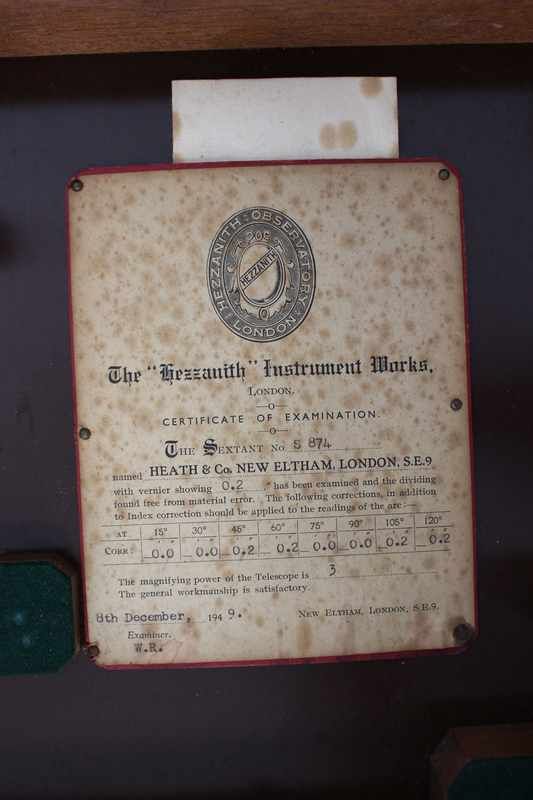 HEZZANITH OBSERVATORY
HEZZANITH
LONDON
The "Hezzanith" Instrument Works,
LONDON.
—o—
CERTIFICATE OF EXAMINATION.
—o—
THE SEXTANT No S 874
named HEATH & Co. NEW ELTHAM, LONDON, S.E.9
with vernier showing 0.2 ' has been examined and the dividing
found free from material error. The following corrections, in addition
to Index correction should be applied to the readings of the arc :—
AT 15° 30° 45° 60° 75° 90° 105° 120°
CORR: 0.0 0.0 0.2 0.2 0.0 0.0 0.2 0.2
The magnifying power of the Telescope is 3
The general workmanship is satisfactory.
8th December, 1949.
NEW ELTHAM, LONDON, S.E.9.
Examiner.
W.R.